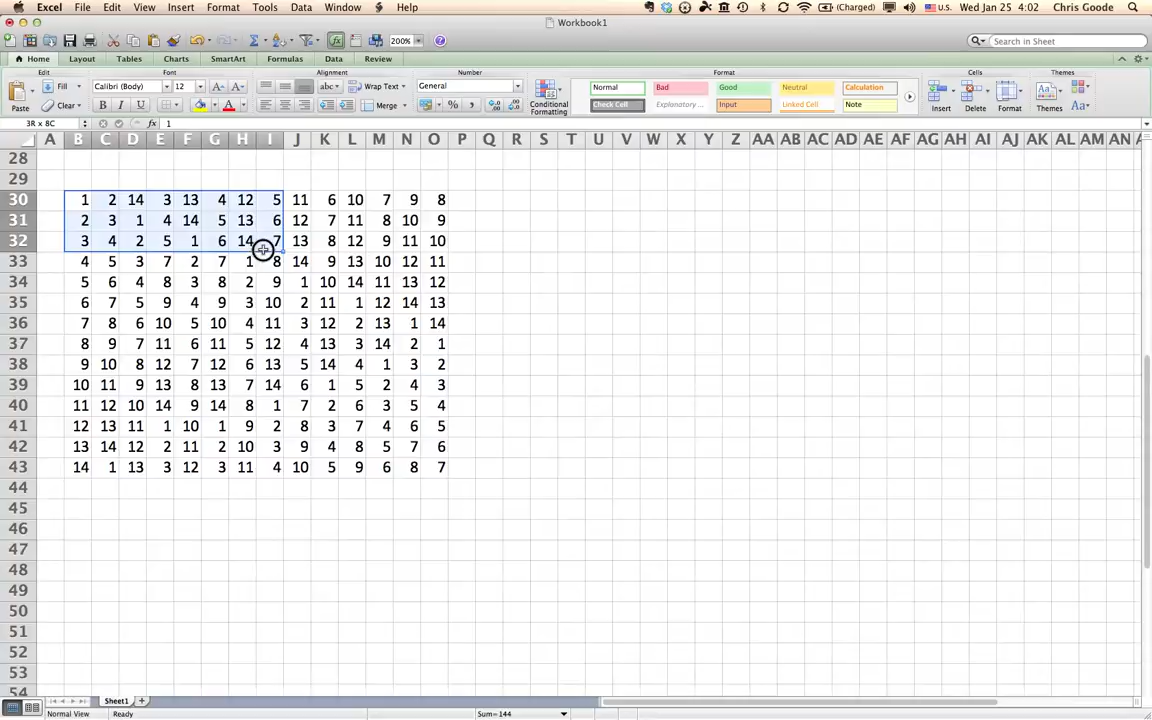 Excel File Edit View Insert Format Tools Data Window Help (Charged) U.S. Wed Jan 25 4:02 Chris Goode
Workbook1
200% Search in Sheet
Home Layout Tables Charts SmartArt Formulas Data Review
Edit Font Alignment Number Format Cells Themes
Fill Calibri (Body) 12 abc Wrap Text General Normal Bad Good Neutral Calculation
Paste Clear B I U A Merge % Conditional Formatting Check Cell Explanatory ... Input Linked Cell Note Insert Delete Format Themes Aa
3R x 8C fx 1
A B C D E F G H I J K L M N O P Q R S T U V W X Y Z AA AB AC AD AE AF AG AH AI AJ AK AL AM AN
28
29
30 1 2 14 3 13 4 12 5 11 6 10 7 9 8
31 2 3 1 4 14 5 13 6 12 7 11 8 10 9
32 3 4 2 5 1 6 14 7 13 8 12 9 11 10
33 4 5 3 7 2 7 1 8 14 9 13 10 12 11
34 5 6 4 8 3 8 2 9 1 10 14 11 13 12
35 6 7 5 9 4 9 3 10 2 11 1 12 14 13
36 7 8 6 10 5 10 4 11 3 12 2 13 1 14
37 8 9 7 11 6 11 5 12 4 13 3 14 2 1
38 9 10 8 12 7 12 6 13 5 14 4 1 3 2
39 10 11 9 13 8 13 7 14 6 1 5 2 4 3
40 11 12 10 14 9 14 8 1 7 2 6 3 5 4
41 12 13 11 1 10 1 9 2 8 3 7 4 6 5
42 13 14 12 2 11 2 10 3 9 4 8 5 7 6
43 14 1 13 3 12 3 11 4 10 5 9 6 8 7
44
45
46
47
48
49
50
51
52
53
54
Sheet1
Normal View Ready Sum=144